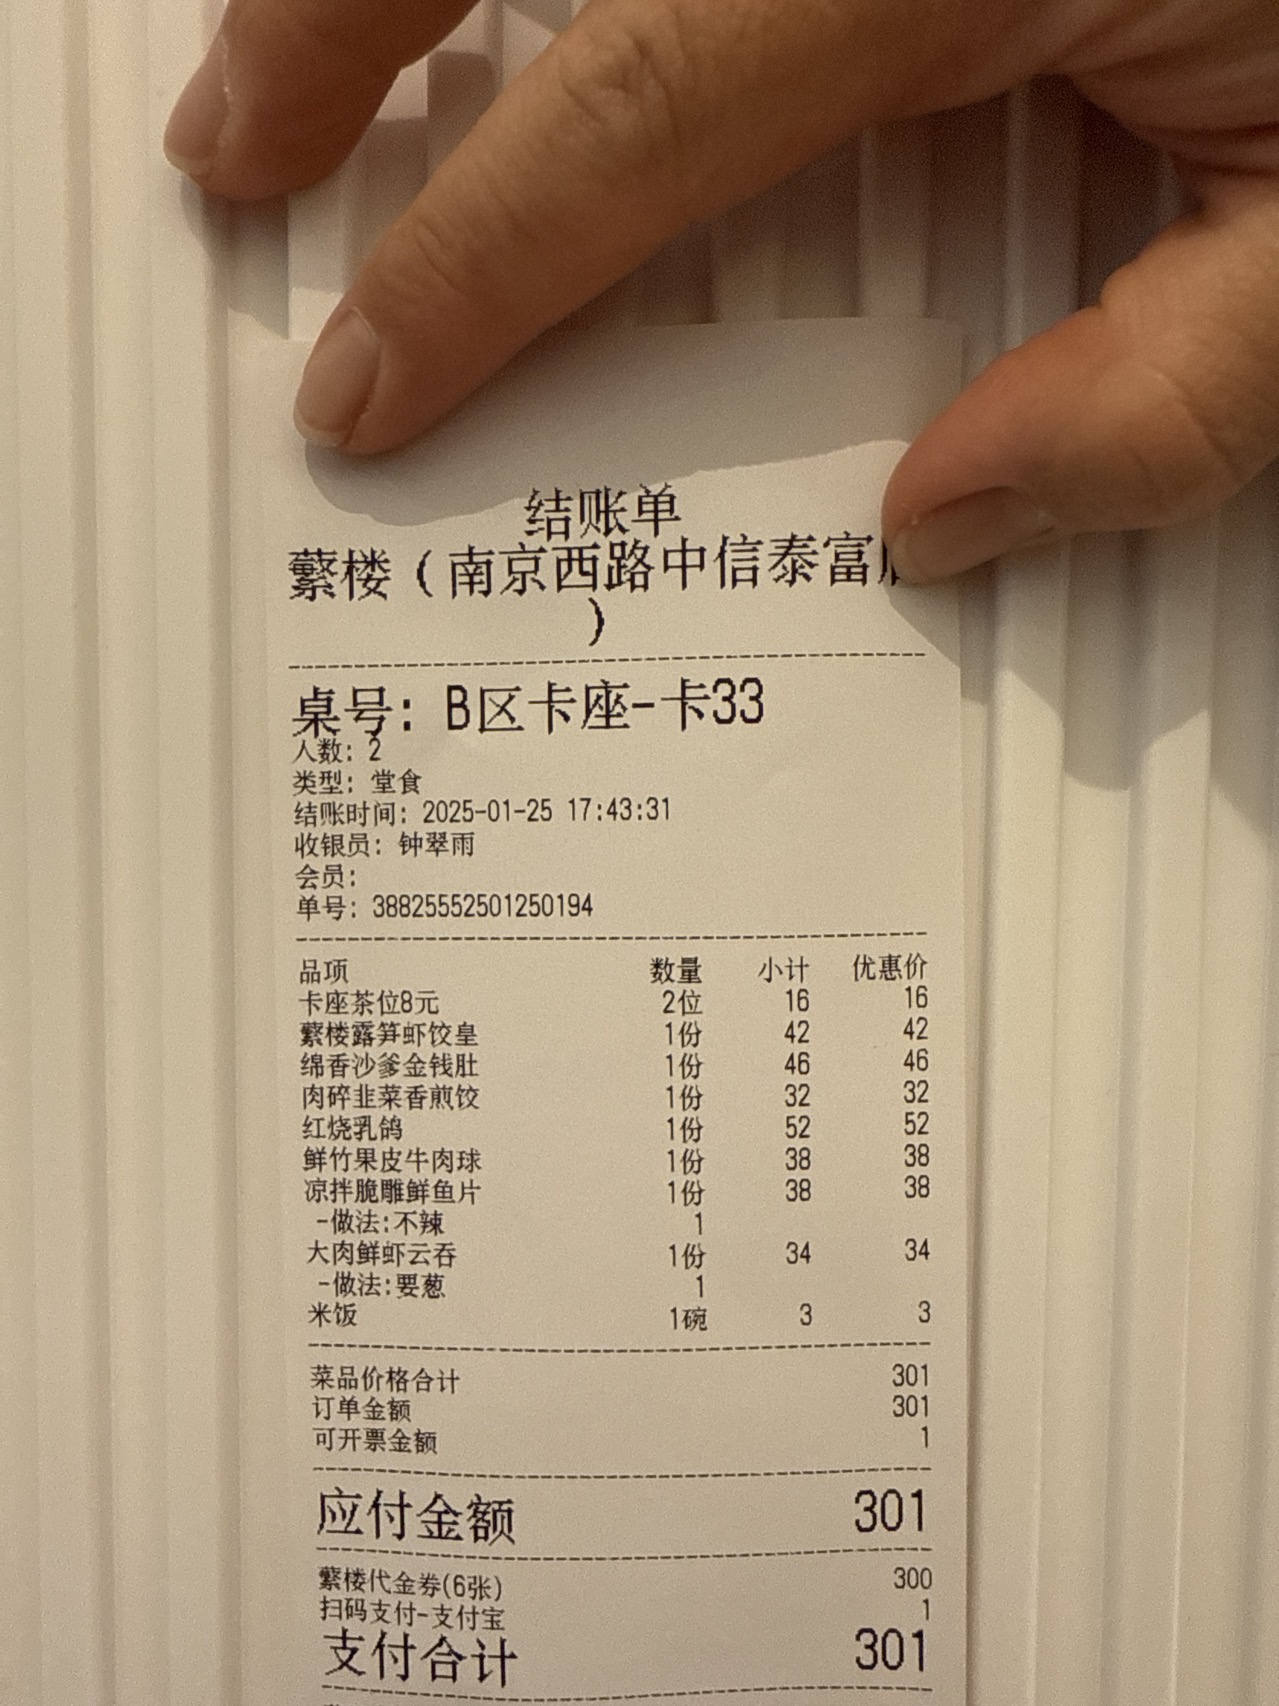 结账单
蘩楼（南京西路中信泰富
）
桌号: B区卡座-卡33
人数: 2
类型: 堂食
结账时间: 2025-01-25 17:43:31
收银员: 钟翠雨
会员:
单号: 38825552501250194
品项 数量 小计 优惠价
卡座茶位8元 2位 16 16
蘩楼露笋虾饺皇 1份 42 42
绵香沙爹金钱肚 1份 46 46
肉碎韭菜香煎饺 1份 32 32
红烧乳鸽 1份 52 52
鲜竹果皮牛肉球 1份 38 38
凉拌脆雕鲜鱼片 1份 38 38
-做法:不辣 1
大肉鲜虾云吞 1份 34 34
-做法:要葱 1
米饭 1碗 3 3
菜品价格合计 301
订单金额 301
可开票金额 1
应付金额 301
蘩楼代金券(6张) 300
扫码支付-支付宝 1
支付合计 301